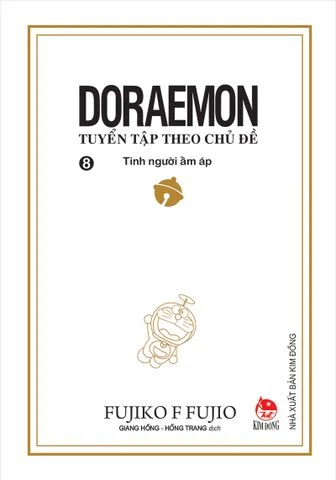 DORAEMON
TUYỂN TẬP THEO CHỦ ĐỀ
8 Tình người ấm áp
FUJIKO F FUJIO
GIANG HỒNG - HỒNG TRANG dịch
KIM ĐỒNG
NHÀ XUẤT BẢN KIM ĐỒNG